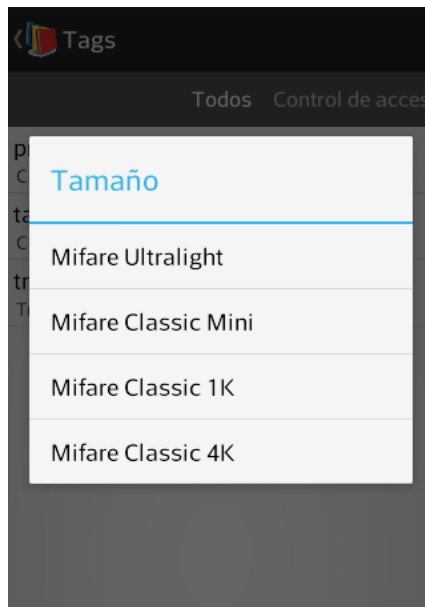 Tags
Todos Control de acces
Tamaño
Mifare Ultralight
Mifare Classic Mini
Mifare Classic 1K
Mifare Classic 4K